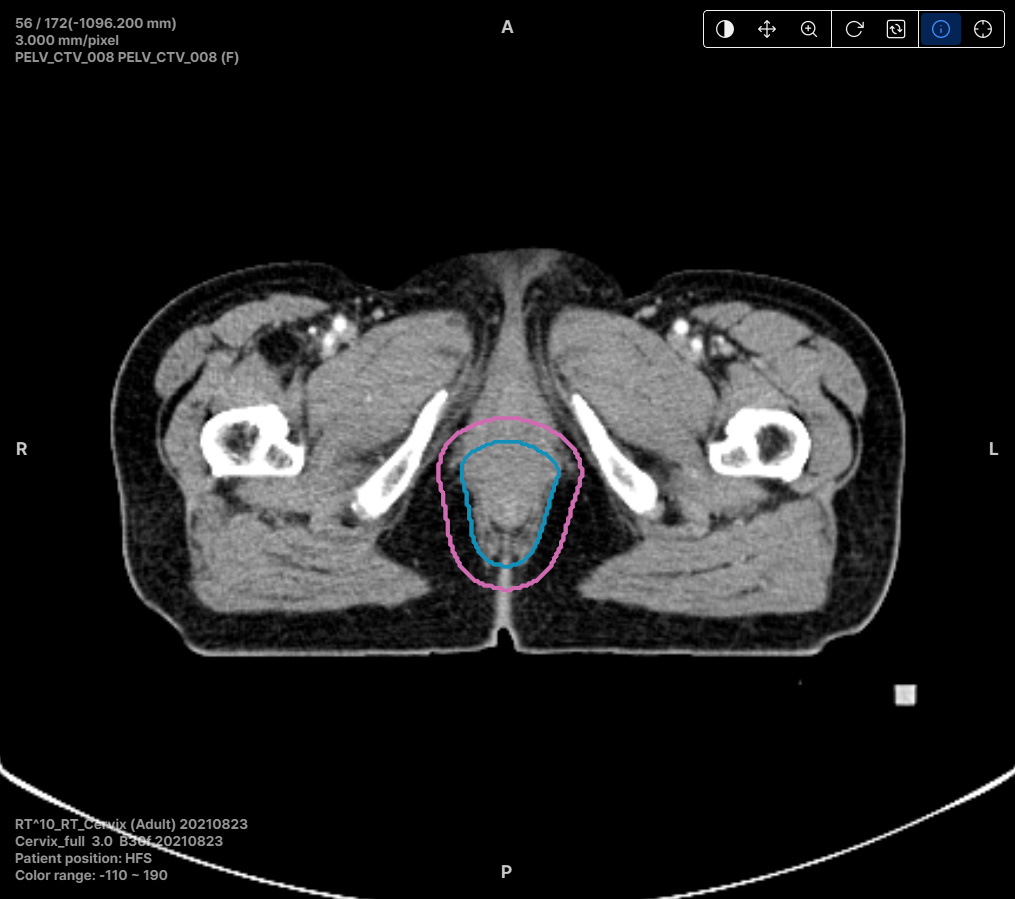 56 / 172(-1096.200 mm)
3.000 mm/pixel
PELV_CTV_008 PELV_CTV_008 (F)
A
R
L
RT^10_RT_Cervix (Adult) 20210823
Cervix_full 3.0 B30f 20210823
Patient position: HFS
Color range: -110 ~ 190
P